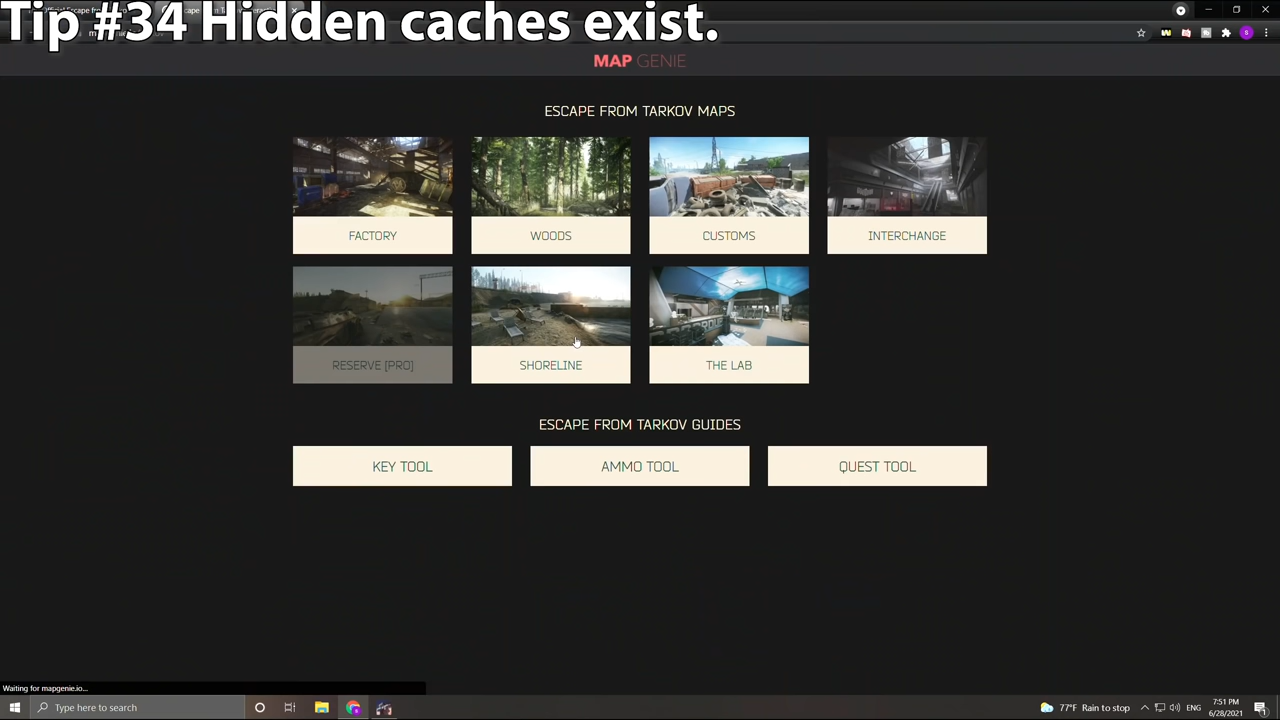 Tip #34 Hidden caches exist.
MAP GENIE
ESCAPE FROM TARKOV MAPS
FACTORY
WOODS
CUSTOMS
INTERCHANGE
RESERVE [PRO]
SHORELINE
THE LAB
ESCAPE FROM TARKOV GUIDES
KEY TOOL
AMMO TOOL
QUEST TOOL
Waiting for mapgenie.io...
Type here to search
77°F Rain to stop
ENG
7:51 PM
6/28/2021